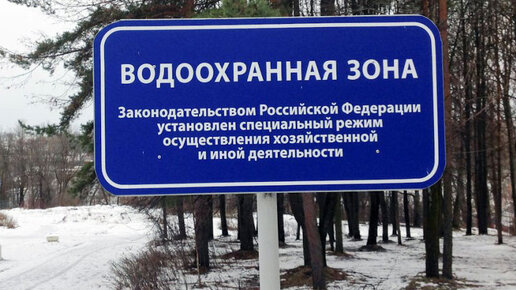 ВОДООХРАННАЯ ЗОНА
Законодательством Российской Федерации
установлен специальный режим
осуществления хозяйственной
и иной деятельности